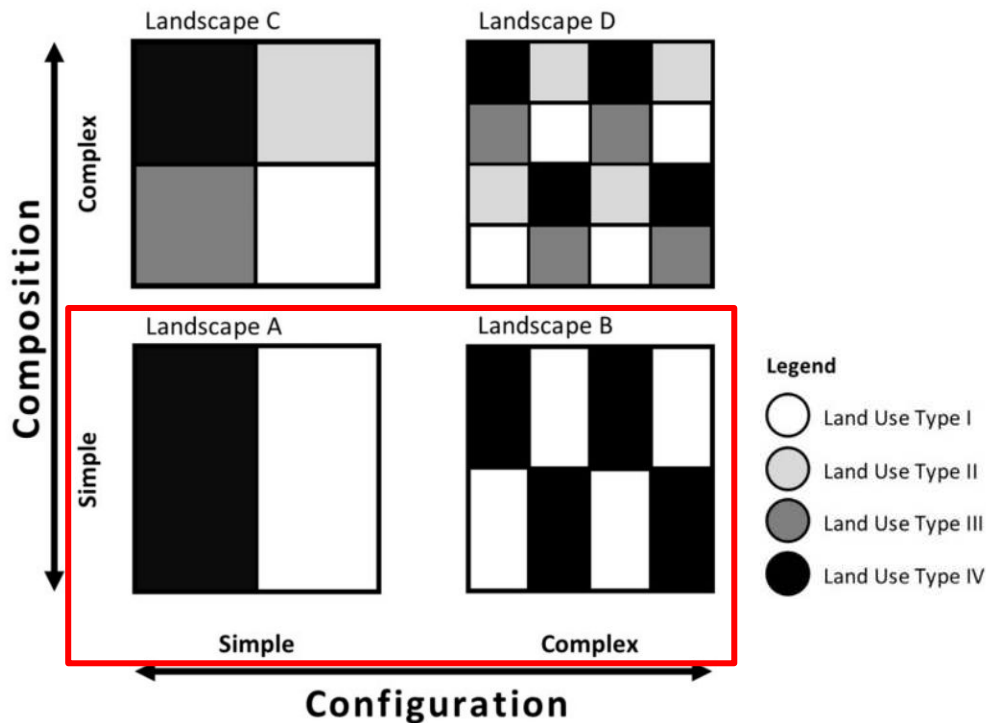 Landscape C
Landscape D
Complex
Composition
Landscape A
Landscape B
Simple
Legend
Land Use Type I
Land Use Type II
Land Use Type III
Land Use Type IV
Simple
Complex
Configuration